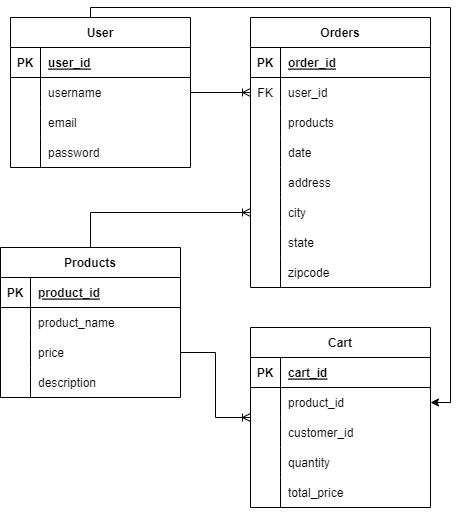 User
PK user_id
username
email
password
Orders
PK order_id
FK user_id
products
date
address
city
state
zipcode
Products
PK product_id
product_name
price
description
Cart
PK cart_id
product_id
customer_id
quantity
total_price